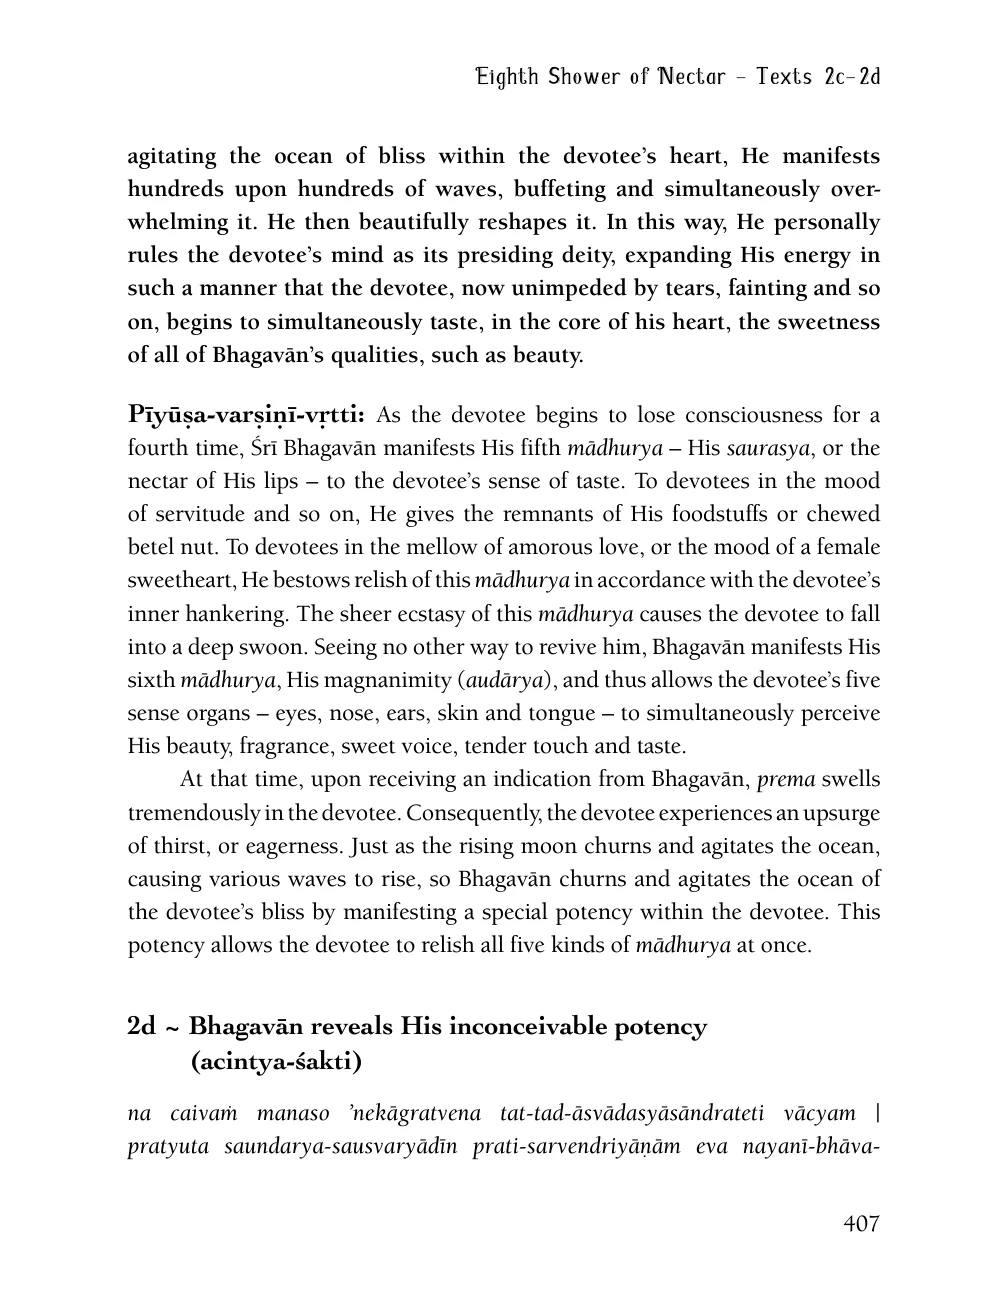 Eighth Shower of Nectar – Texts 2c–2d
agitating the ocean of bliss within the devotee’s heart, He manifests
hundreds upon hundreds of waves, buffeting and simultaneously over-
whelming it. He then beautifully reshapes it. In this way, He personally
rules the devotee’s mind as its presiding deity, expanding His energy in
such a manner that the devotee, now unimpeded by tears, fainting and so
on, begins to simultaneously taste, in the core of his heart, the sweetness
of all of Bhagavān’s qualities, such as beauty.
Pīyūṣa-varṣiṇī-vṛtti: As the devotee begins to lose consciousness for a
fourth time, Śrī Bhagavān manifests His fifth mādhurya – His saurasya, or the
nectar of His lips – to the devotee’s sense of taste. To devotees in the mood
of servitude and so on, He gives the remnants of His foodstuffs or chewed
betel nut. To devotees in the mellow of amorous love, or the mood of a female
sweetheart, He bestows relish of this mādhurya in accordance with the devotee’s
inner hankering. The sheer ecstasy of this mādhurya causes the devotee to fall
into a deep swoon. Seeing no other way to revive him, Bhagavān manifests His
sixth mādhurya, His magnanimity (audārya), and thus allows the devotee’s five
sense organs – eyes, nose, ears, skin and tongue – to simultaneously perceive
His beauty, fragrance, sweet voice, tender touch and taste.
At that time, upon receiving an indication from Bhagavān, prema swells
tremendously in the devotee. Consequently, the devotee experiences an upsurge
of thirst, or eagerness. Just as the rising moon churns and agitates the ocean,
causing various waves to rise, so Bhagavān churns and agitates the ocean of
the devotee’s bliss by manifesting a special potency within the devotee. This
potency allows the devotee to relish all five kinds of mādhurya at once.
2d ~ Bhagavān reveals His inconceivable potency
(acintya-śakti)
na caivaṁ manaso ’nekāgratvena tat-tad-āsvādasyāsāndrateti vācyam |
pratyuta saundarya-sausvaryādīn prati-sarvendriyāṇām eva nayanī-bhāva-
407